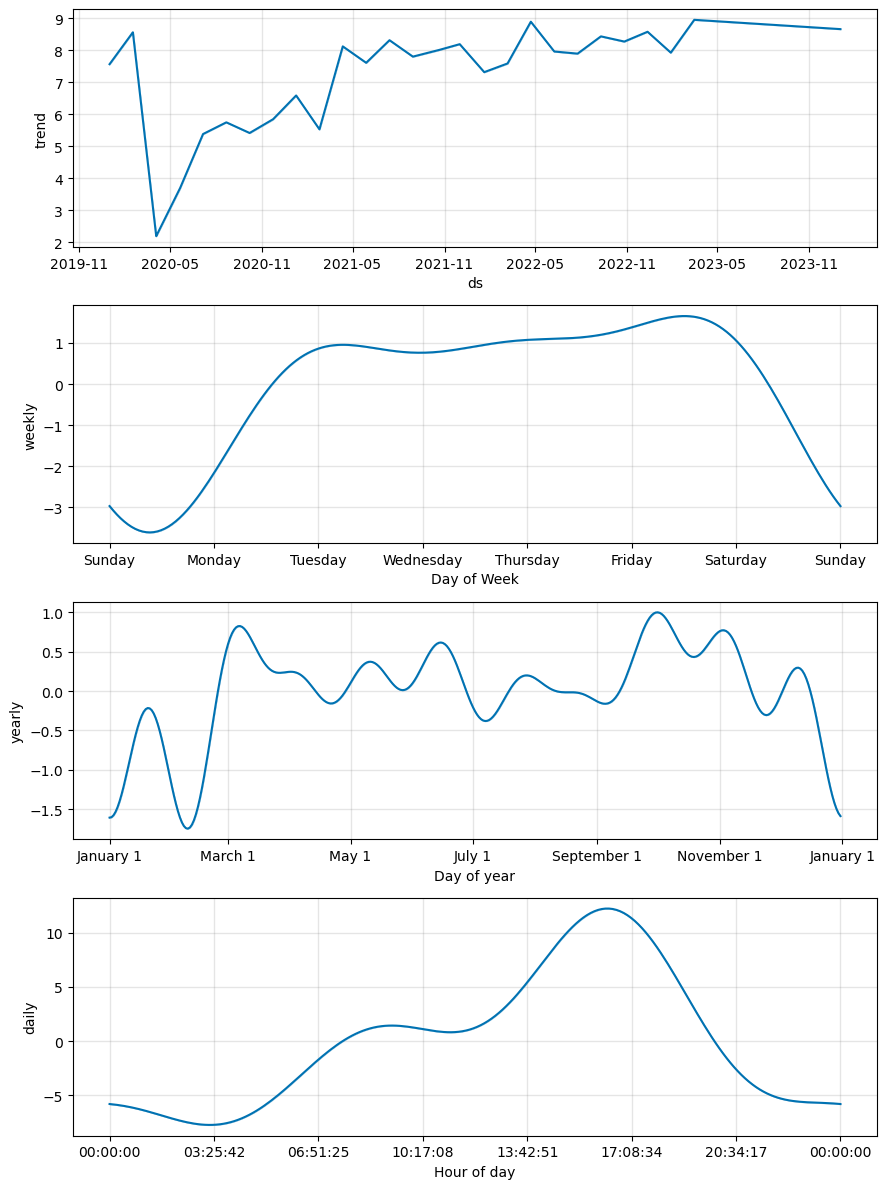 9
8
7
6
5
4
3
2
trend
2019-11 2020-05 2020-11 2021-05 2021-11 2022-05 2022-11 2023-05 2023-11
ds
1
0
−1
−2
−3
weekly
Sunday Monday Tuesday Wednesday Thursday Friday Saturday Sunday
Day of Week
1.0
0.5
0.0
−0.5
−1.0
−1.5
yearly
January 1 March 1 May 1 July 1 September 1 November 1 January 1
Day of year
10
5
0
−5
daily
00:00:00 03:25:42 06:51:25 10:17:08 13:42:51 17:08:34 20:34:17 00:00:00
Hour of day